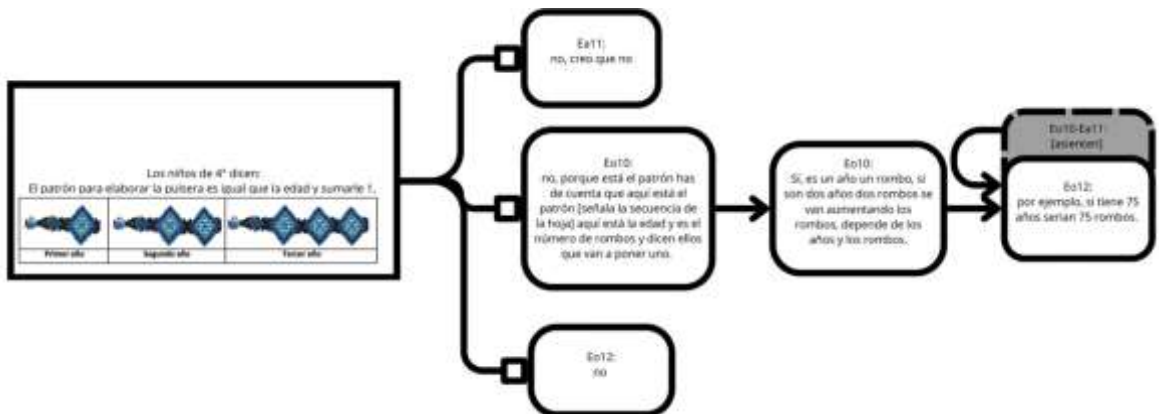 Los niños de 4° dicen:
El patrón para elaborar la pulsera es igual que la edad y sumarle 1.
Primer año
Segundo año
Tercer año
Ea11:
no, creo que no
Eo10:
no, porque está el patrón has
de cuenta que aquí está el
patrón [señala la secuencia de
la hoja] aquí está la edad y es el
número de rombos y dicen ellos
que van a poner uno.
Eo12:
no
Eo10:
Sí, es un año un rombo, si
son dos años dos rombos se
van aumentando los
rombos, depende de los
años y los rombos.
Eo10-Ea11:
[asienten]
Eo12:
por ejemplo, si tiene 75
años serian 75 rombos.